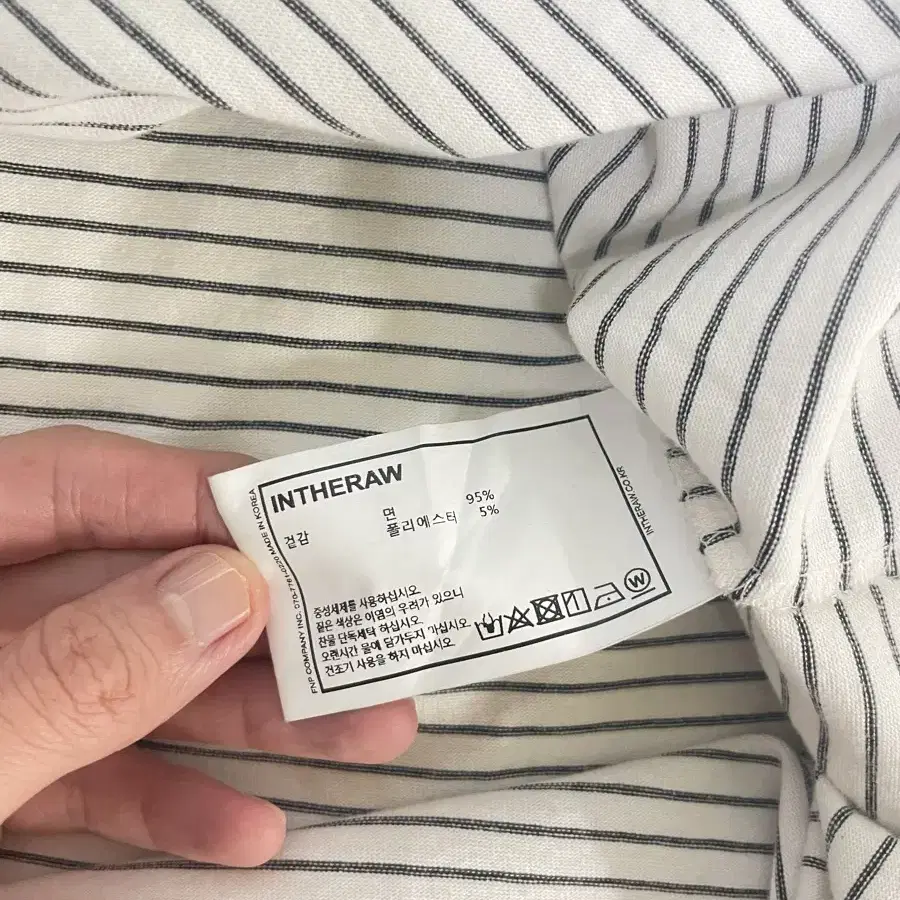 INTHERAW
겉감
면 95%
폴리에스터 5%
중성세제를 사용하십시오.
짙은 색상은 이염의 우려가 있으니
찬물 단독세탁 하십시오.
오랜시간 물에 담가두지 마십시오.
건조기 사용을 하지 마십시오.
W
FNP COMPANY INC. 070-7781-0220 MADE IN KOREA
INTHERAW.CO.KR